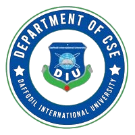 DEPARTMENT OF CSE
DIU
DAFFODIL INTERNATIONAL UNIVERSITY